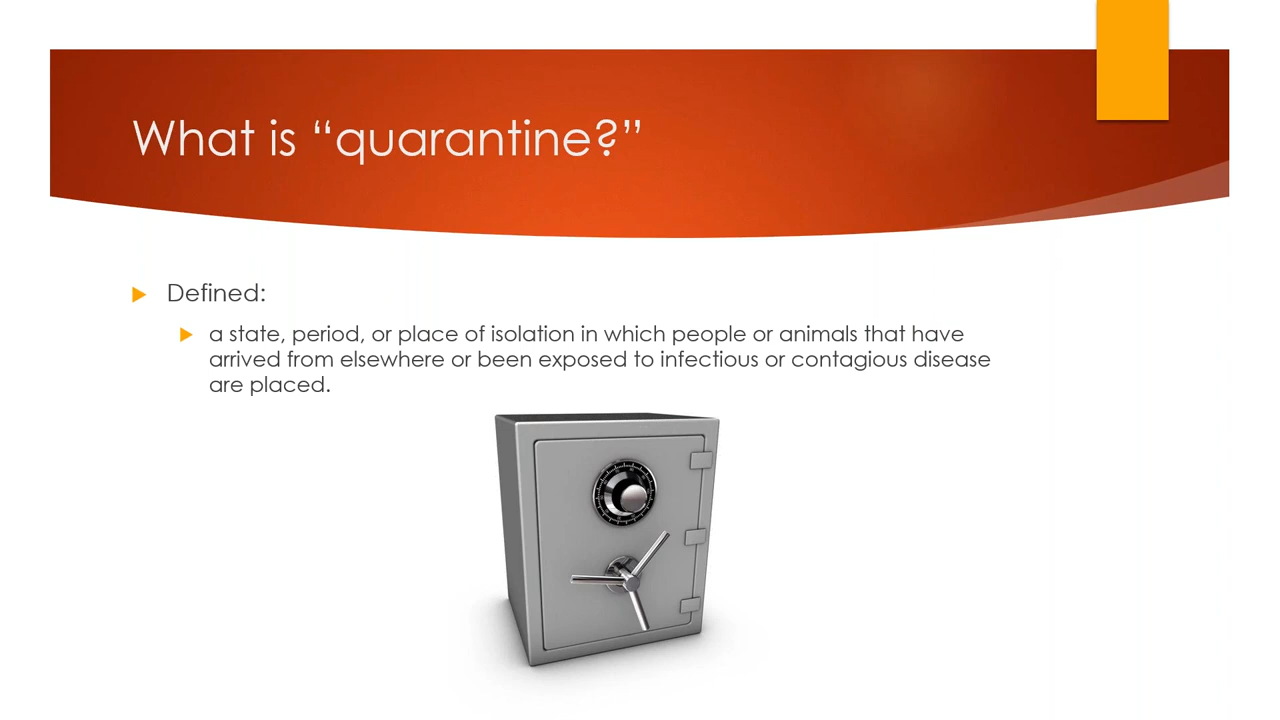 What is “quarantine?”
Defined:
a state, period, or place of isolation in which people or animals that have
arrived from elsewhere or been exposed to infectious or contagious disease
are placed.